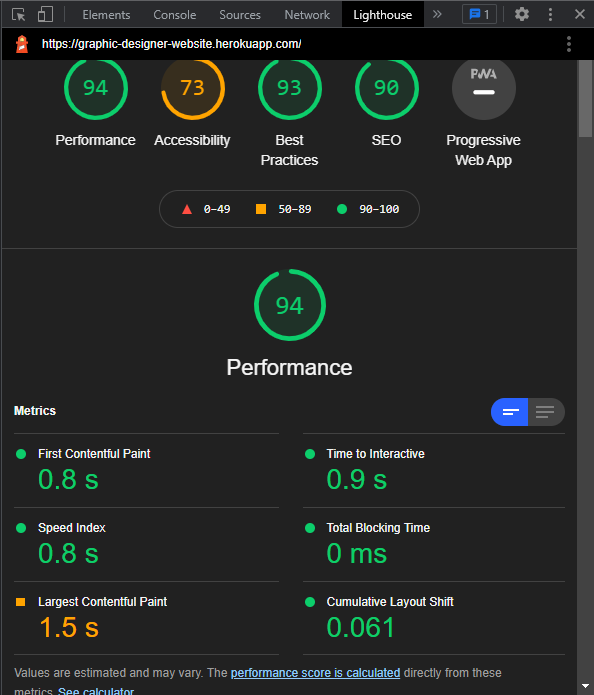 Elements Console Sources Network Lighthouse » 1
https://graphic-designer-website.herokuapp.com/
94 73 93 90 PWA
Performance Accessibility Best Practices SEO Progressive Web App
0–49 50–89 90–100
94
Performance
Metrics
First Contentful Paint
0.8 s
Time to Interactive
0.9 s
Speed Index
0.8 s
Total Blocking Time
0 ms
Largest Contentful Paint
1.5 s
Cumulative Layout Shift
0.061
Values are estimated and may vary. The performance score is calculated directly from these
metrics. See calculator.